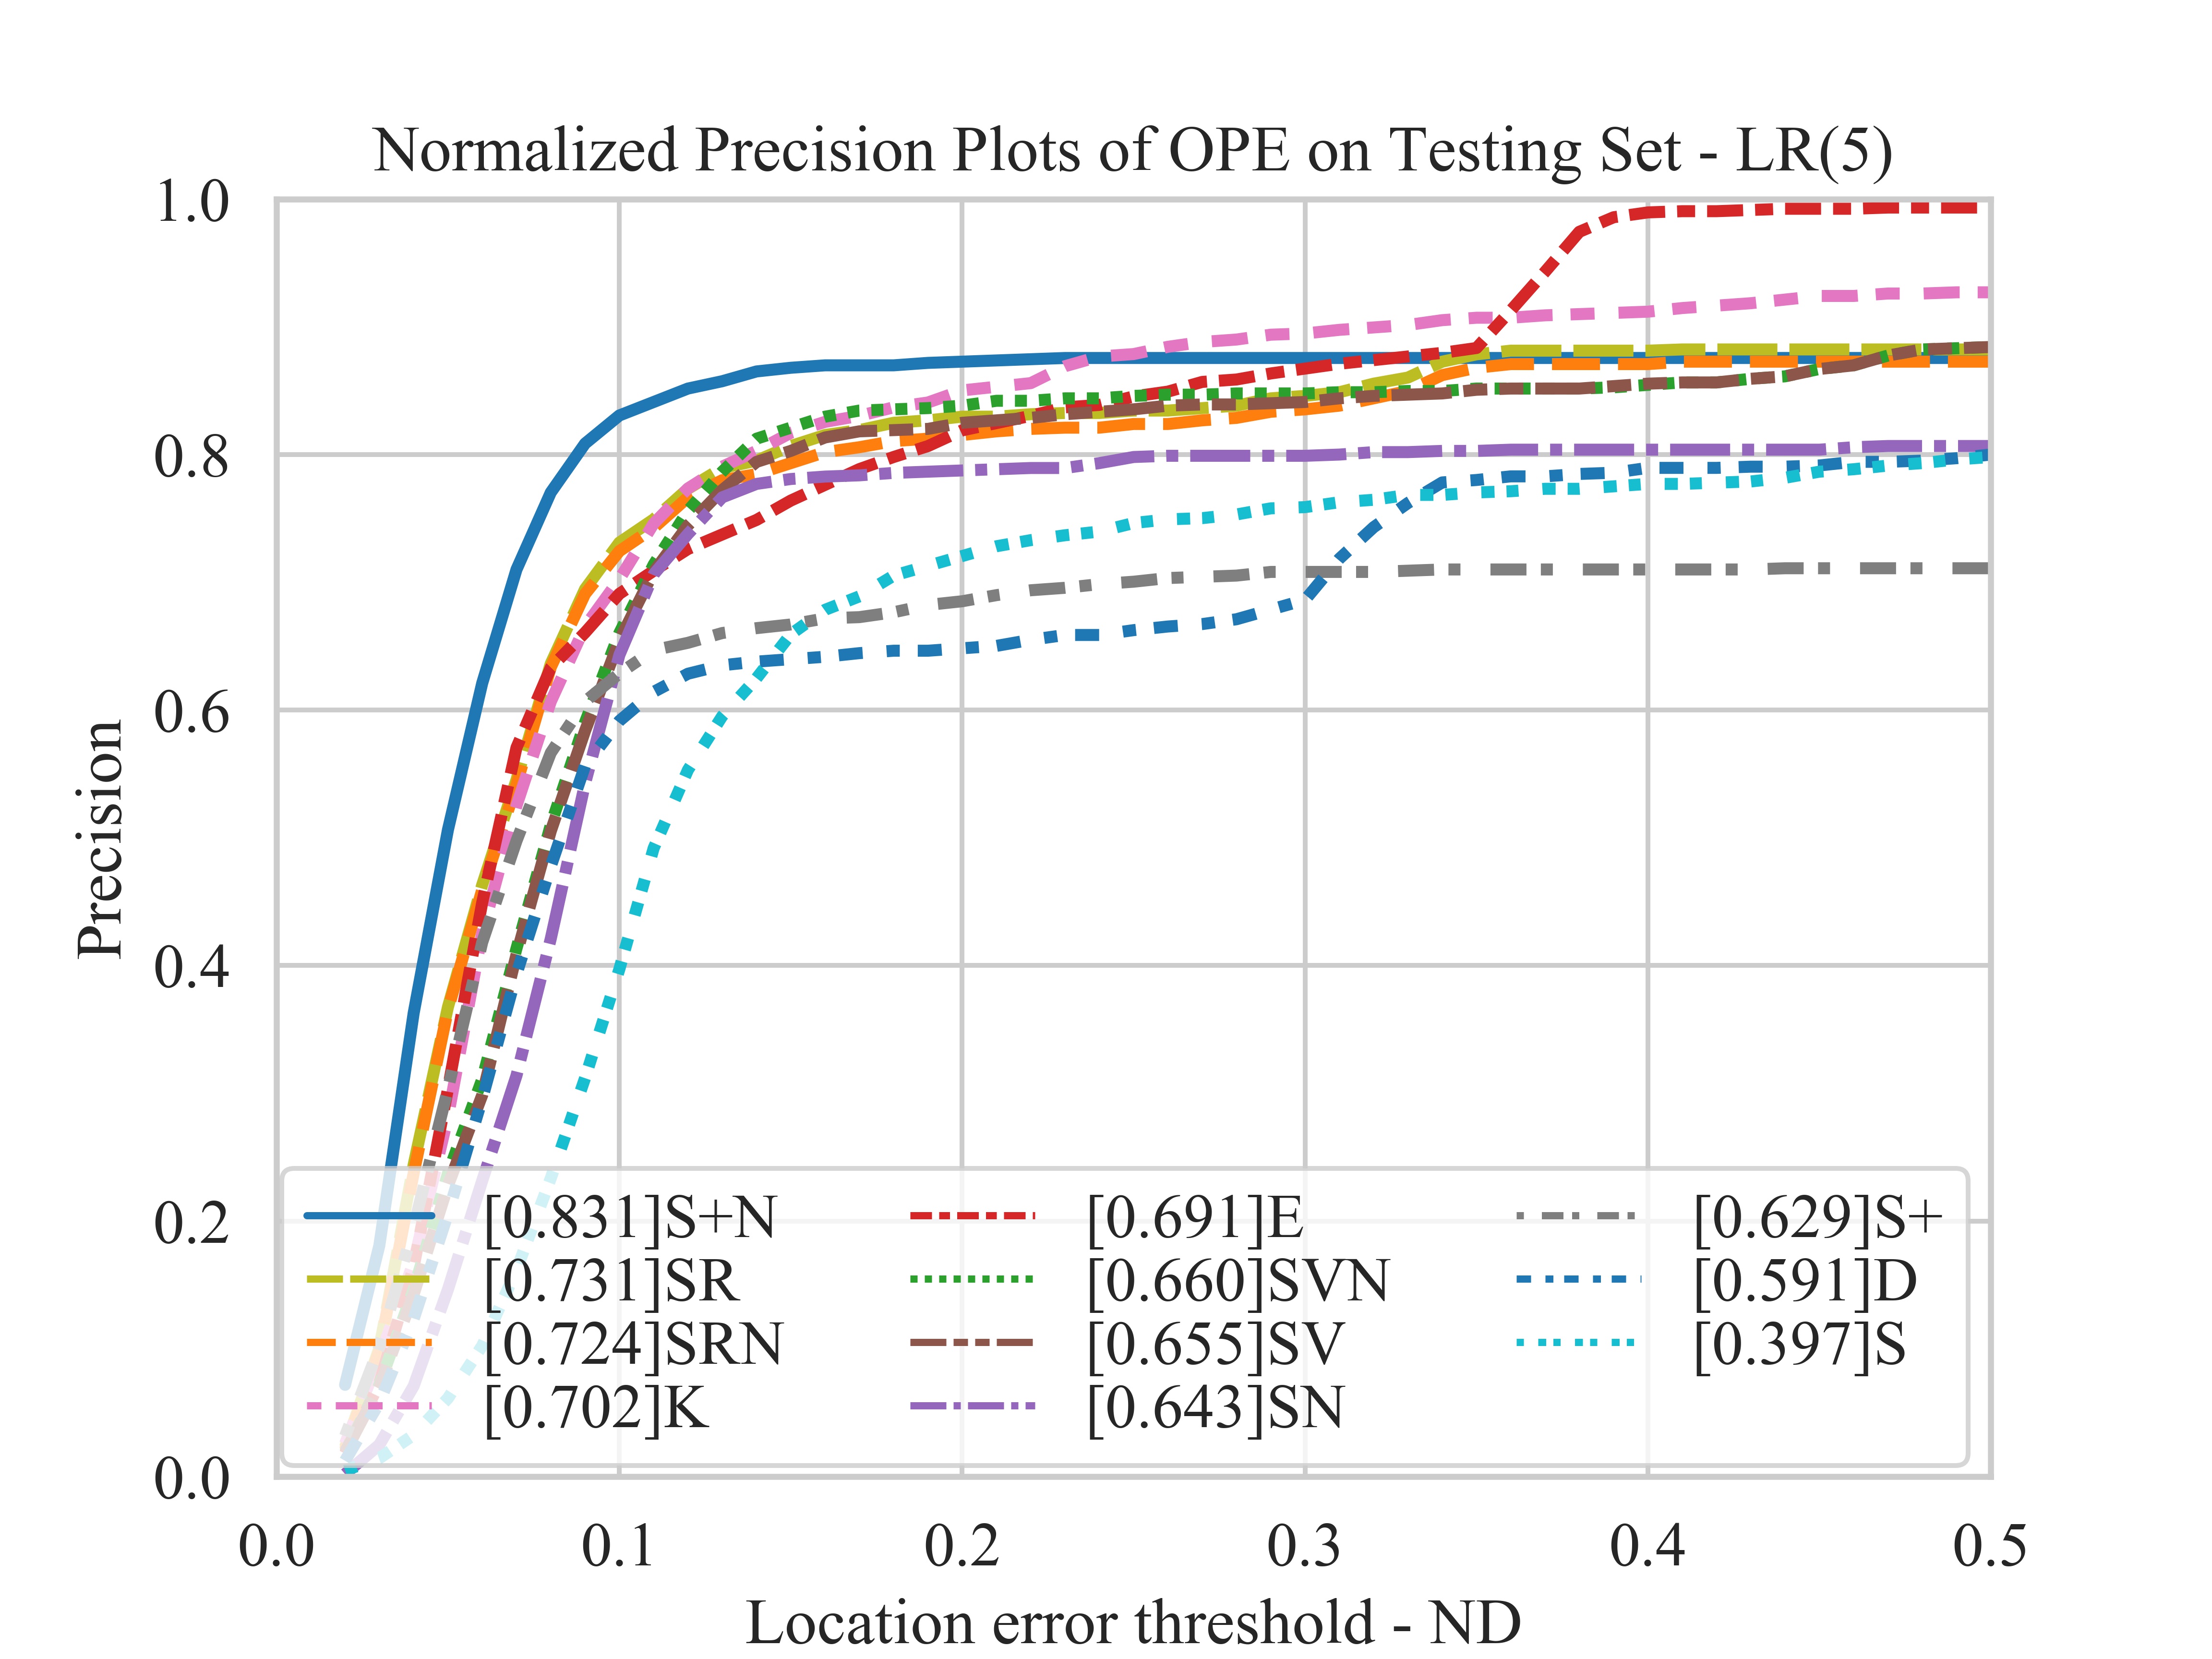 Normalized Precision Plots of OPE on Testing Set - LR(5)
Precision
1.0
0.8
0.6
0.4
0.2
0.0
[0.831]S+N
[0.731]SR
[0.724]SRN
[0.702]K
[0.691]E
[0.660]SVN
[0.655]SV
[0.643]SN
[0.629]S+
[0.591]D
[0.397]S
0.0 0.1 0.2 0.3 0.4 0.5
Location error threshold - ND